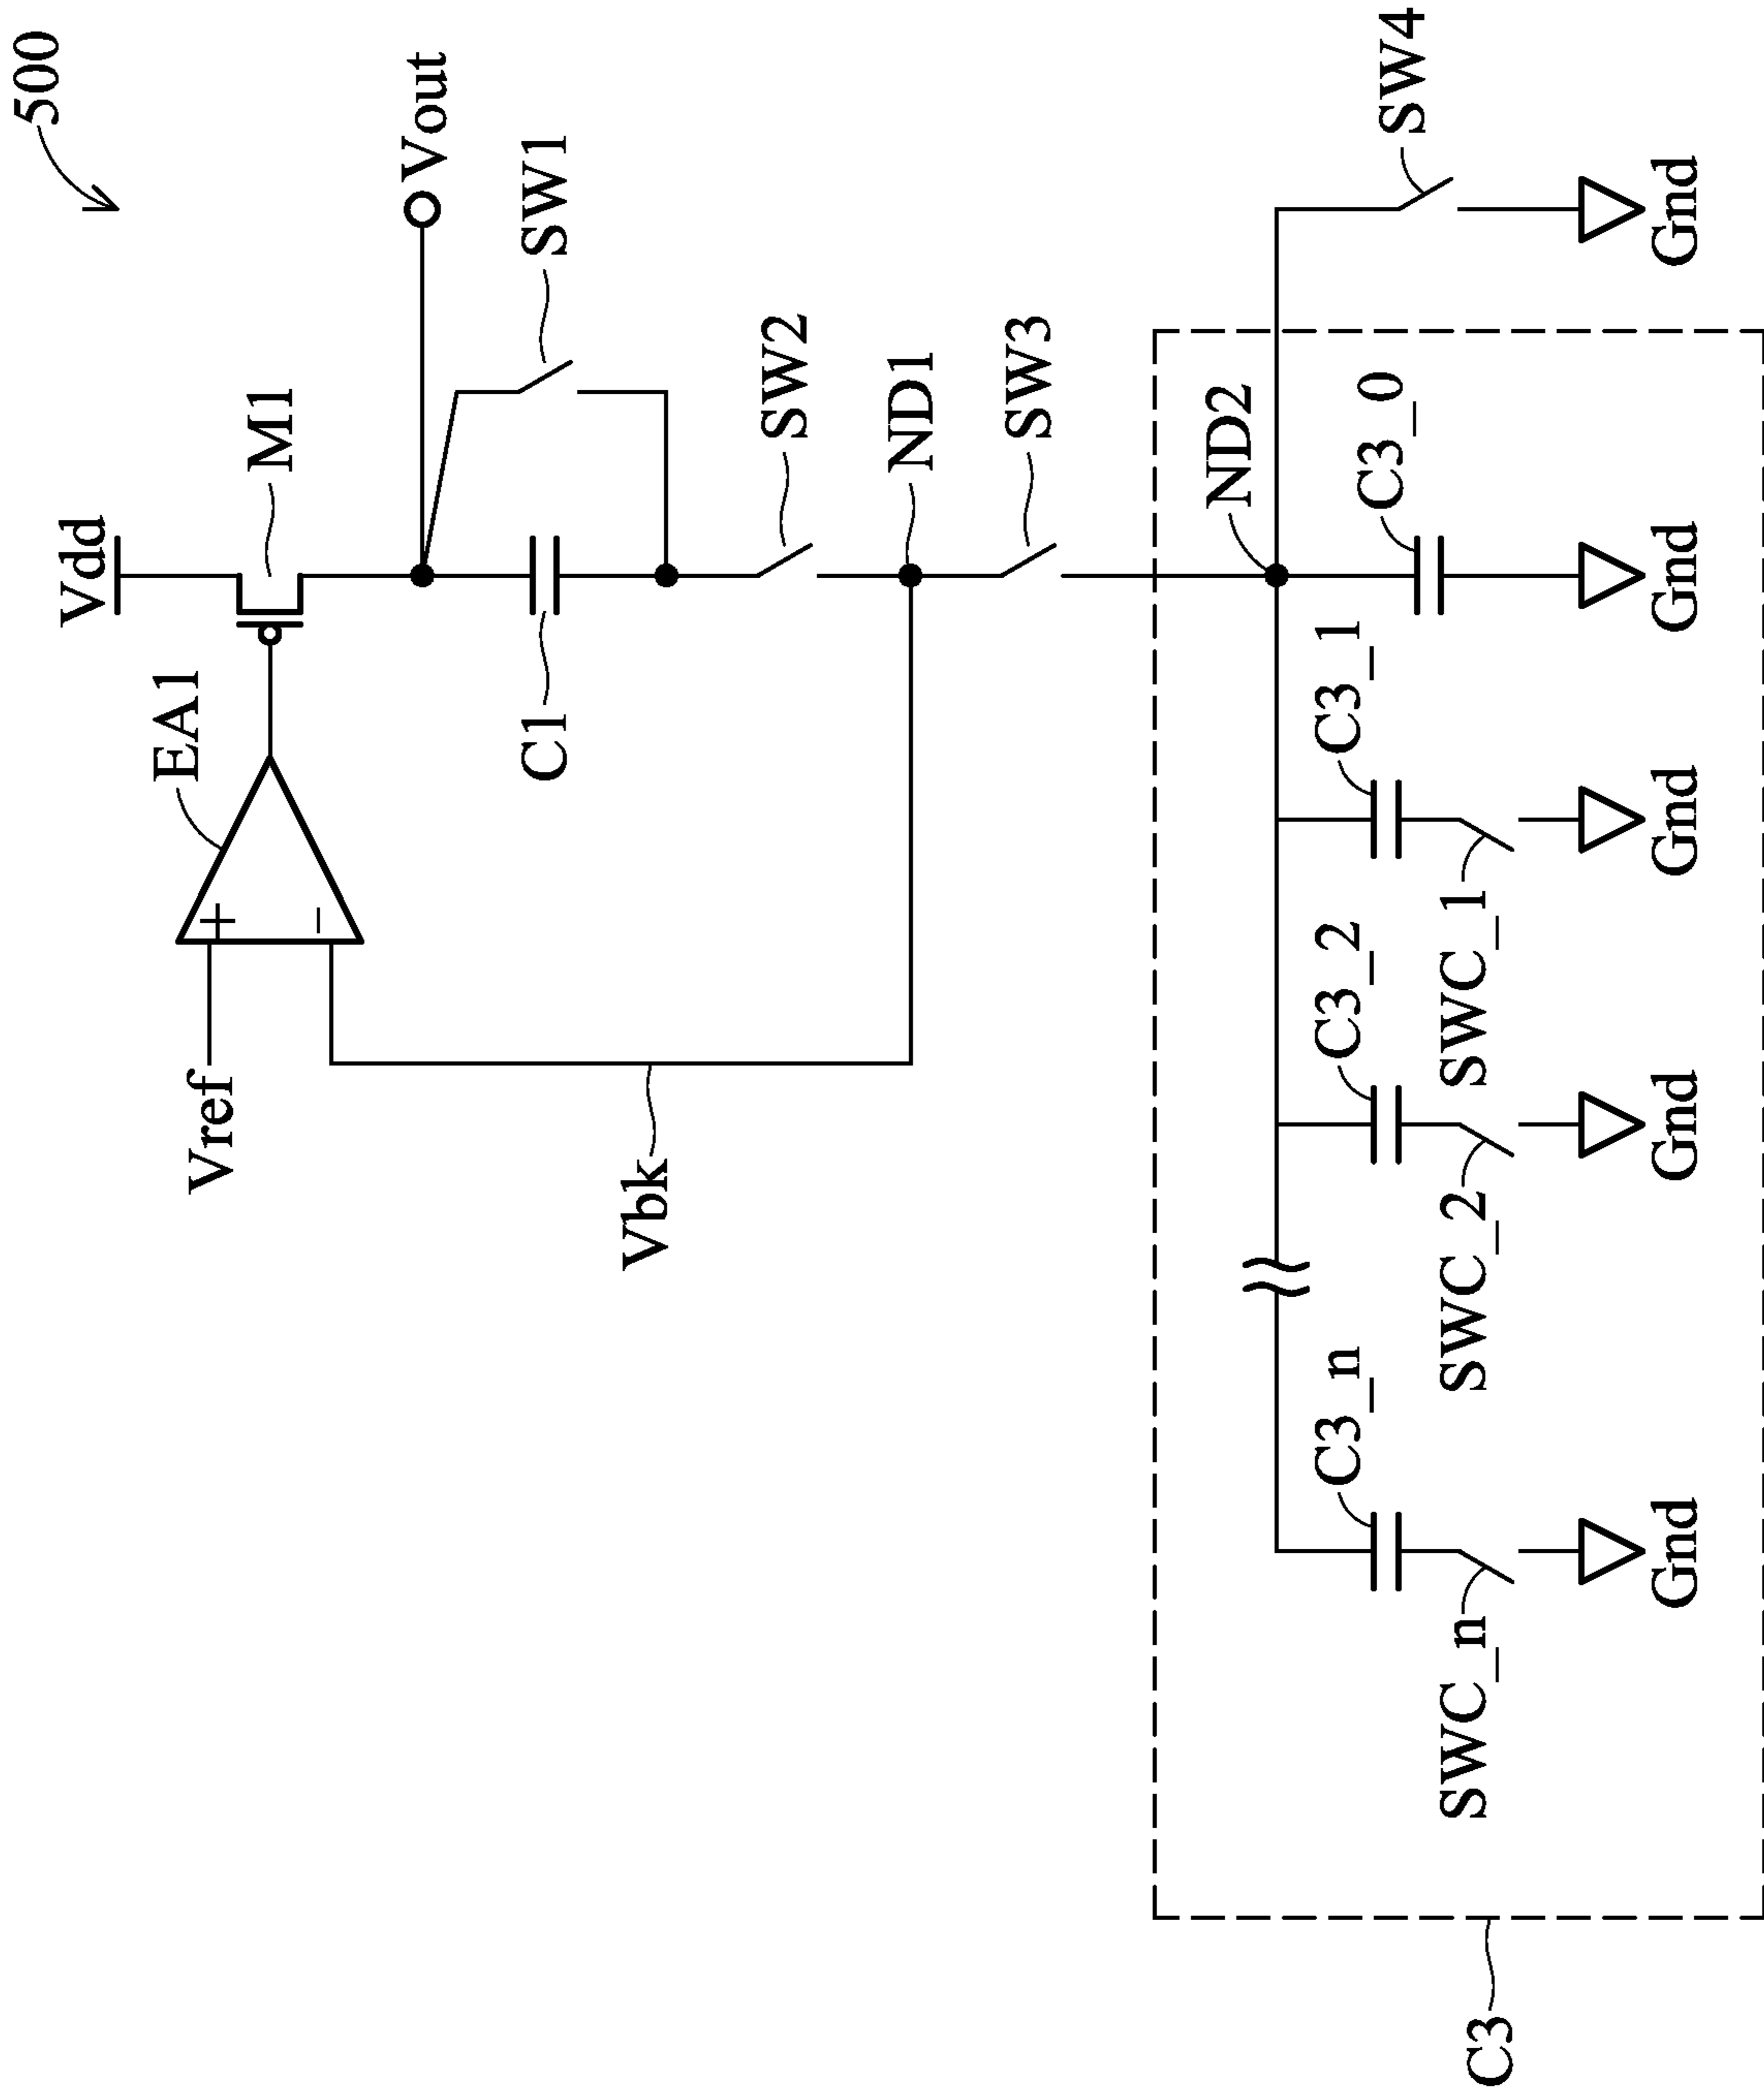 500
Vdd
M1
EA1
Vref
+
−
Vout
SW1
C1
SW2
Vbk
ND1
SW3
ND2
SW4
C3_n
C3_2
C3_1
C3_0
SWC_n
SWC_2
SWC_1
Gnd
Gnd
Gnd
Gnd
Gnd
C3